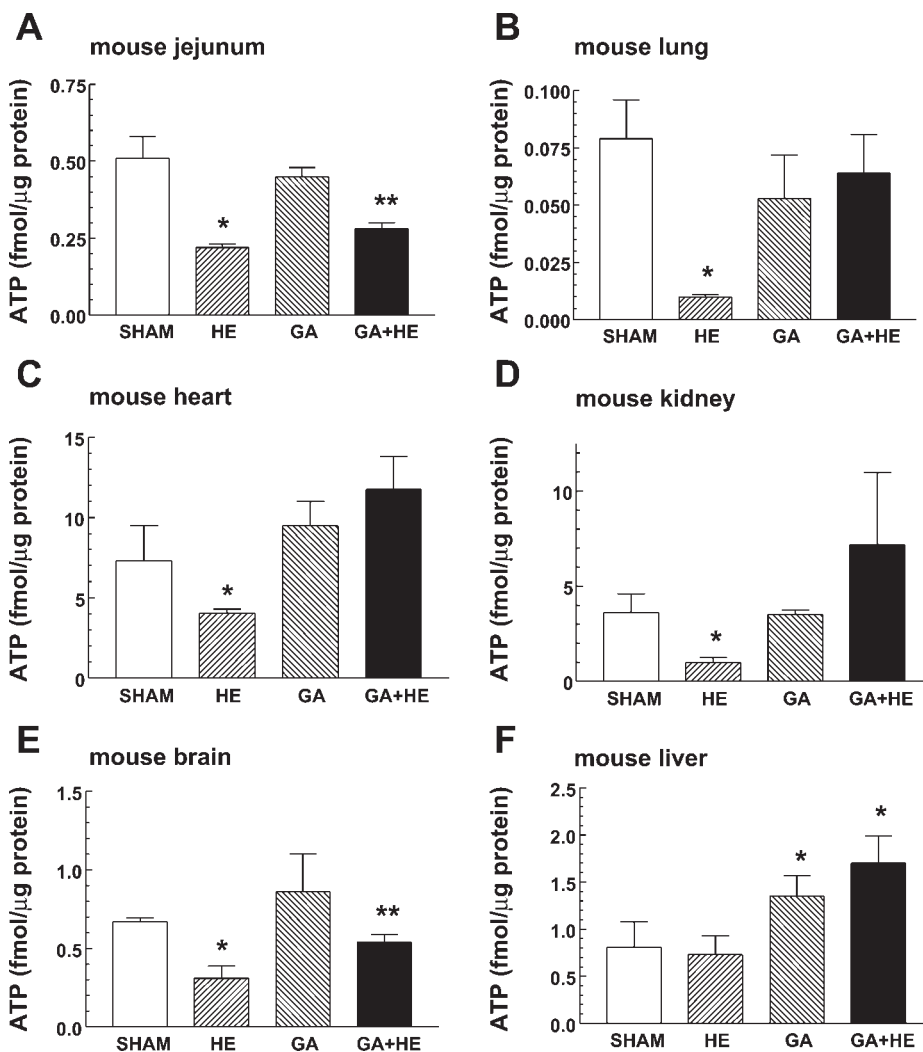 A
mouse jejunum
ATP (fmol/µg protein)
0.75
0.50
0.25
0.00
*
**
SHAM HE GA GA+HE
B
mouse lung
ATP (fmol/µg protein)
0.100
0.075
0.050
0.025
0.000
*
SHAM HE GA GA+HE
C
mouse heart
ATP (fmol/µg protein)
15
10
5
0
*
SHAM HE GA GA+HE
D
mouse kidney
ATP (fmol/µg protein)
10
5
0
*
SHAM HE GA GA+HE
E
mouse brain
ATP (fmol/µg protein)
1.5
1.0
0.5
0.0
*
**
SHAM HE GA GA+HE
F
mouse liver
ATP (fmol/µg protein)
2.5
2.0
1.5
1.0
0.5
0.0
*
*
SHAM HE GA GA+HE